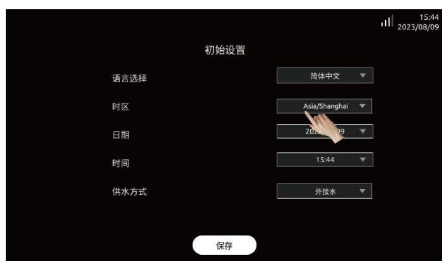 15:44
2023/08/09
初始设置
语言选择 简体中文
时区 Asia/Shanghai
日期
时间 15:44
供水方式 外接水
保存